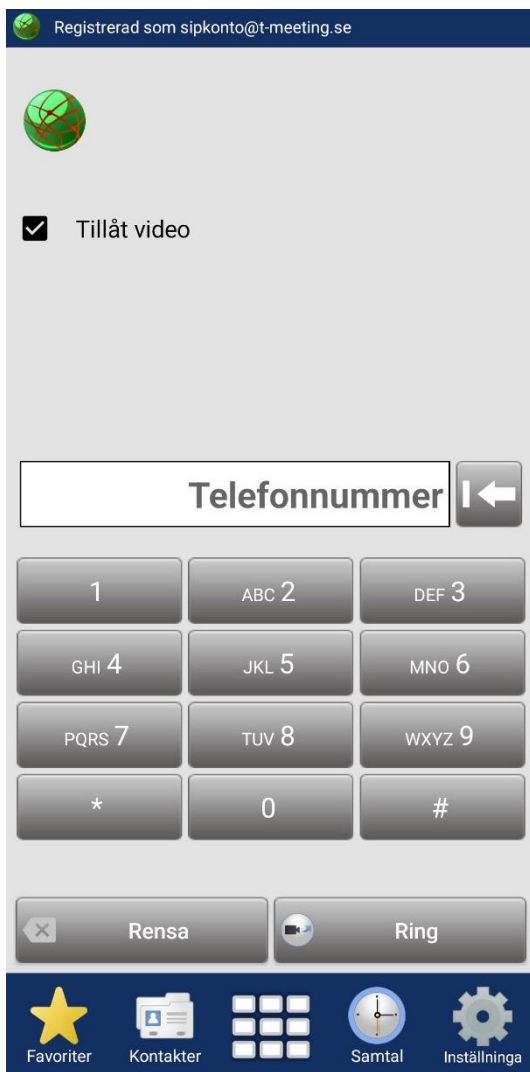 Registrerad som sipkonto@t-meeting.se
Tillåt video
Telefonnummer
1 ABC 2 DEF 3
GHI 4 JKL 5 MNO 6
PQRS 7 TUV 8 WXYZ 9
* 0 #
Rensa Ring
Favoriter Kontakter Samtal Inställninga